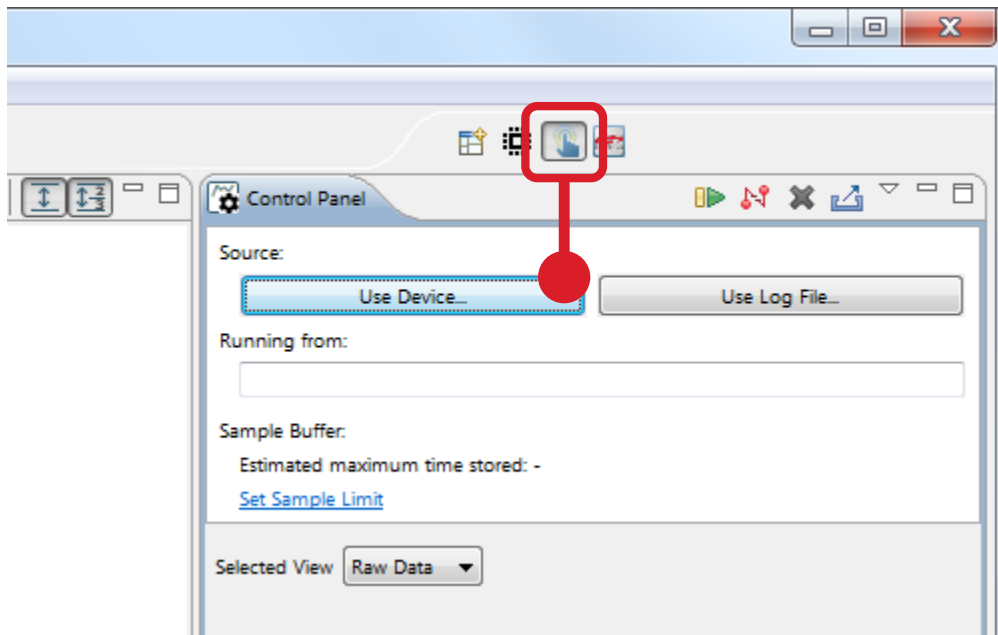 Control Panel
Source:
Use Device...
Use Log File...
Running from:
Sample Buffer:
Estimated maximum time stored: -
Set Sample Limit
Selected View
Raw Data